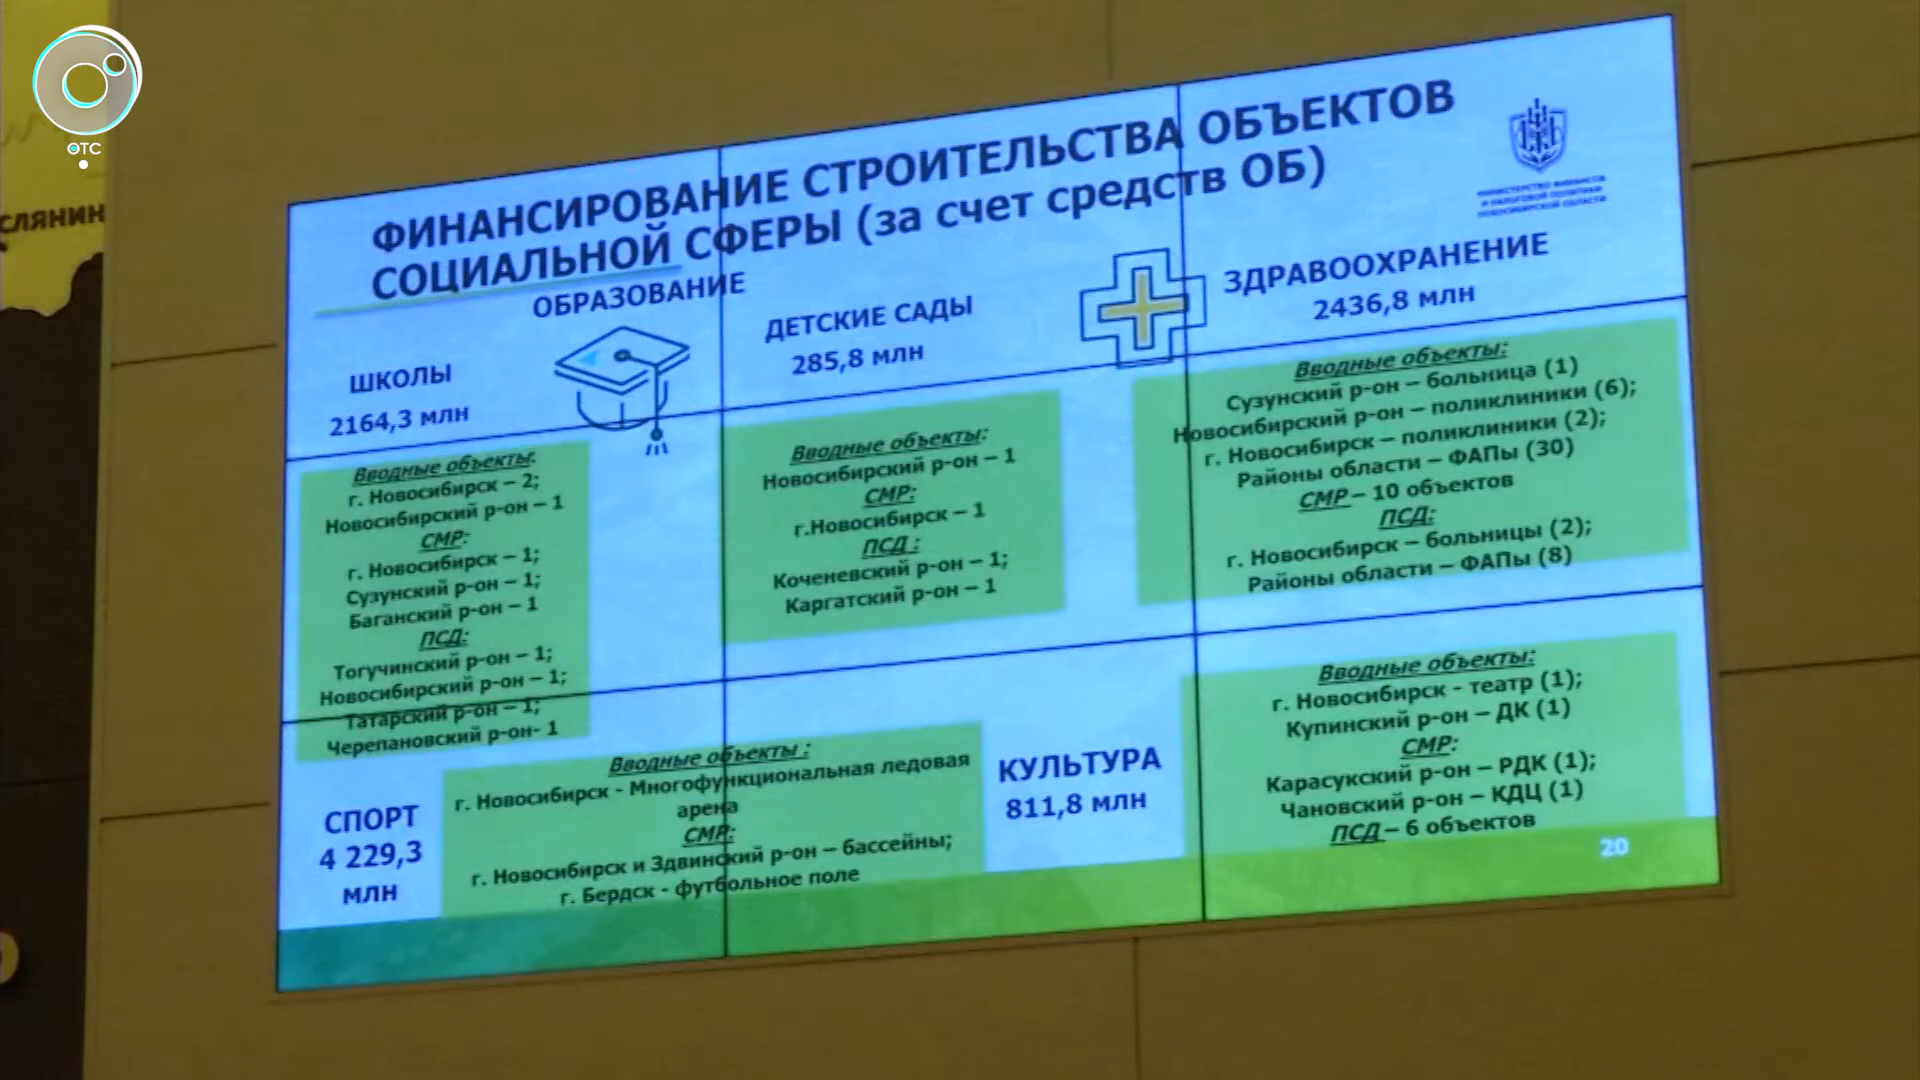 ОТС
СЛЯНИН
ФИНАНСИРОВАНИЕ СТРОИТЕЛЬСТВА ОБЪЕКТОВ
СОЦИАЛЬНОЙ СФЕРЫ (за счет средств ОБ)
МИНИСТЕРСТВО ФИНАНСОВ
И НАЛОГОВОЙ ПОЛИТИКИ
НОВОСИБИРСКОЙ ОБЛАСТИ
ОБРАЗОВАНИЕ
ШКОЛЫ
2164,3 млн
Вводные объекты:
г. Новосибирск – 2;
Новосибирский р-он – 1
СМР:
г. Новосибирск – 1;
Сузунский р-он – 1;
Баганский р-он – 1
ПСД:
Тогучинский р-он – 1;
Новосибирский р-он – 1;
Татарский р-он – 1;
Черепановский р-он- 1
ДЕТСКИЕ САДЫ
285,8 млн
Вводные объекты:
Новосибирский р-он – 1
СМР:
г.Новосибирск – 1
ПСД :
Коченевский р-он – 1;
Каргатский р-он – 1
ЗДРАВООХРАНЕНИЕ
2436,8 млн
Вводные объекты:
Сузунский р-он – больница (1)
Новосибирский р-он – поликлиники (6);
г. Новосибирск – поликлиники (2);
Районы области – ФАПы (30)
СМР – 10 объектов
ПСД:
г. Новосибирск – больницы (2);
Районы области – ФАПы (8)
СПОРТ
4 229,3
млн
Вводные объекты :
г. Новосибирск - Многофункциональная ледовая
арена
СМР:
г. Новосибирск и Здвинский р-он – бассейны;
г. Бердск - футбольное поле
КУЛЬТУРА
811,8 млн
Вводные объекты:
г. Новосибирск - театр (1);
Купинский р-он – ДК (1)
СМР:
Карасукский р-он – РДК (1);
Чановский р-он – КДЦ (1)
ПСД – 6 объектов
20